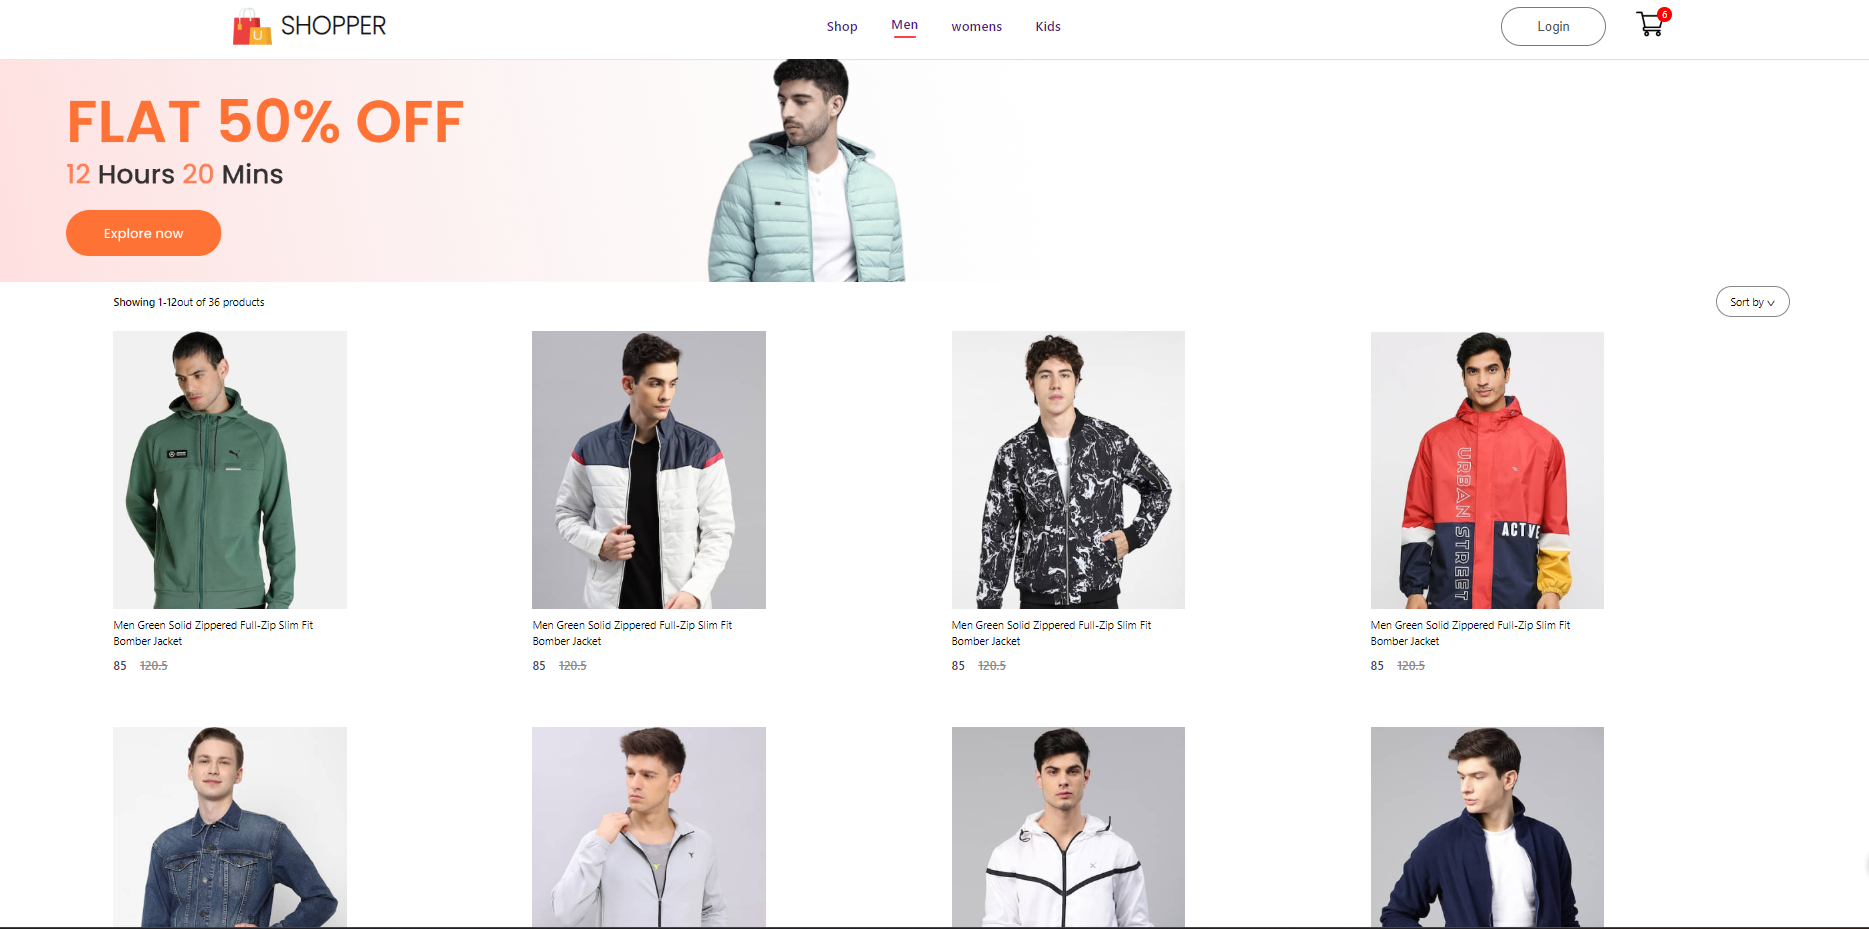 U
SHOPPER
Shop
Men
womens
Kids
Login
6
FLAT 50% OFF
12 Hours 20 Mins
Explore now
Showing 1-12out of 36 products
Sort by
URBAN STREET
ACTIVE
Men Green Solid Zippered Full-Zip Slim Fit
Bomber Jacket
85 120.5
Men Green Solid Zippered Full-Zip Slim Fit
Bomber Jacket
85 120.5
Men Green Solid Zippered Full-Zip Slim Fit
Bomber Jacket
85 120.5
Men Green Solid Zippered Full-Zip Slim Fit
Bomber Jacket
85 120.5